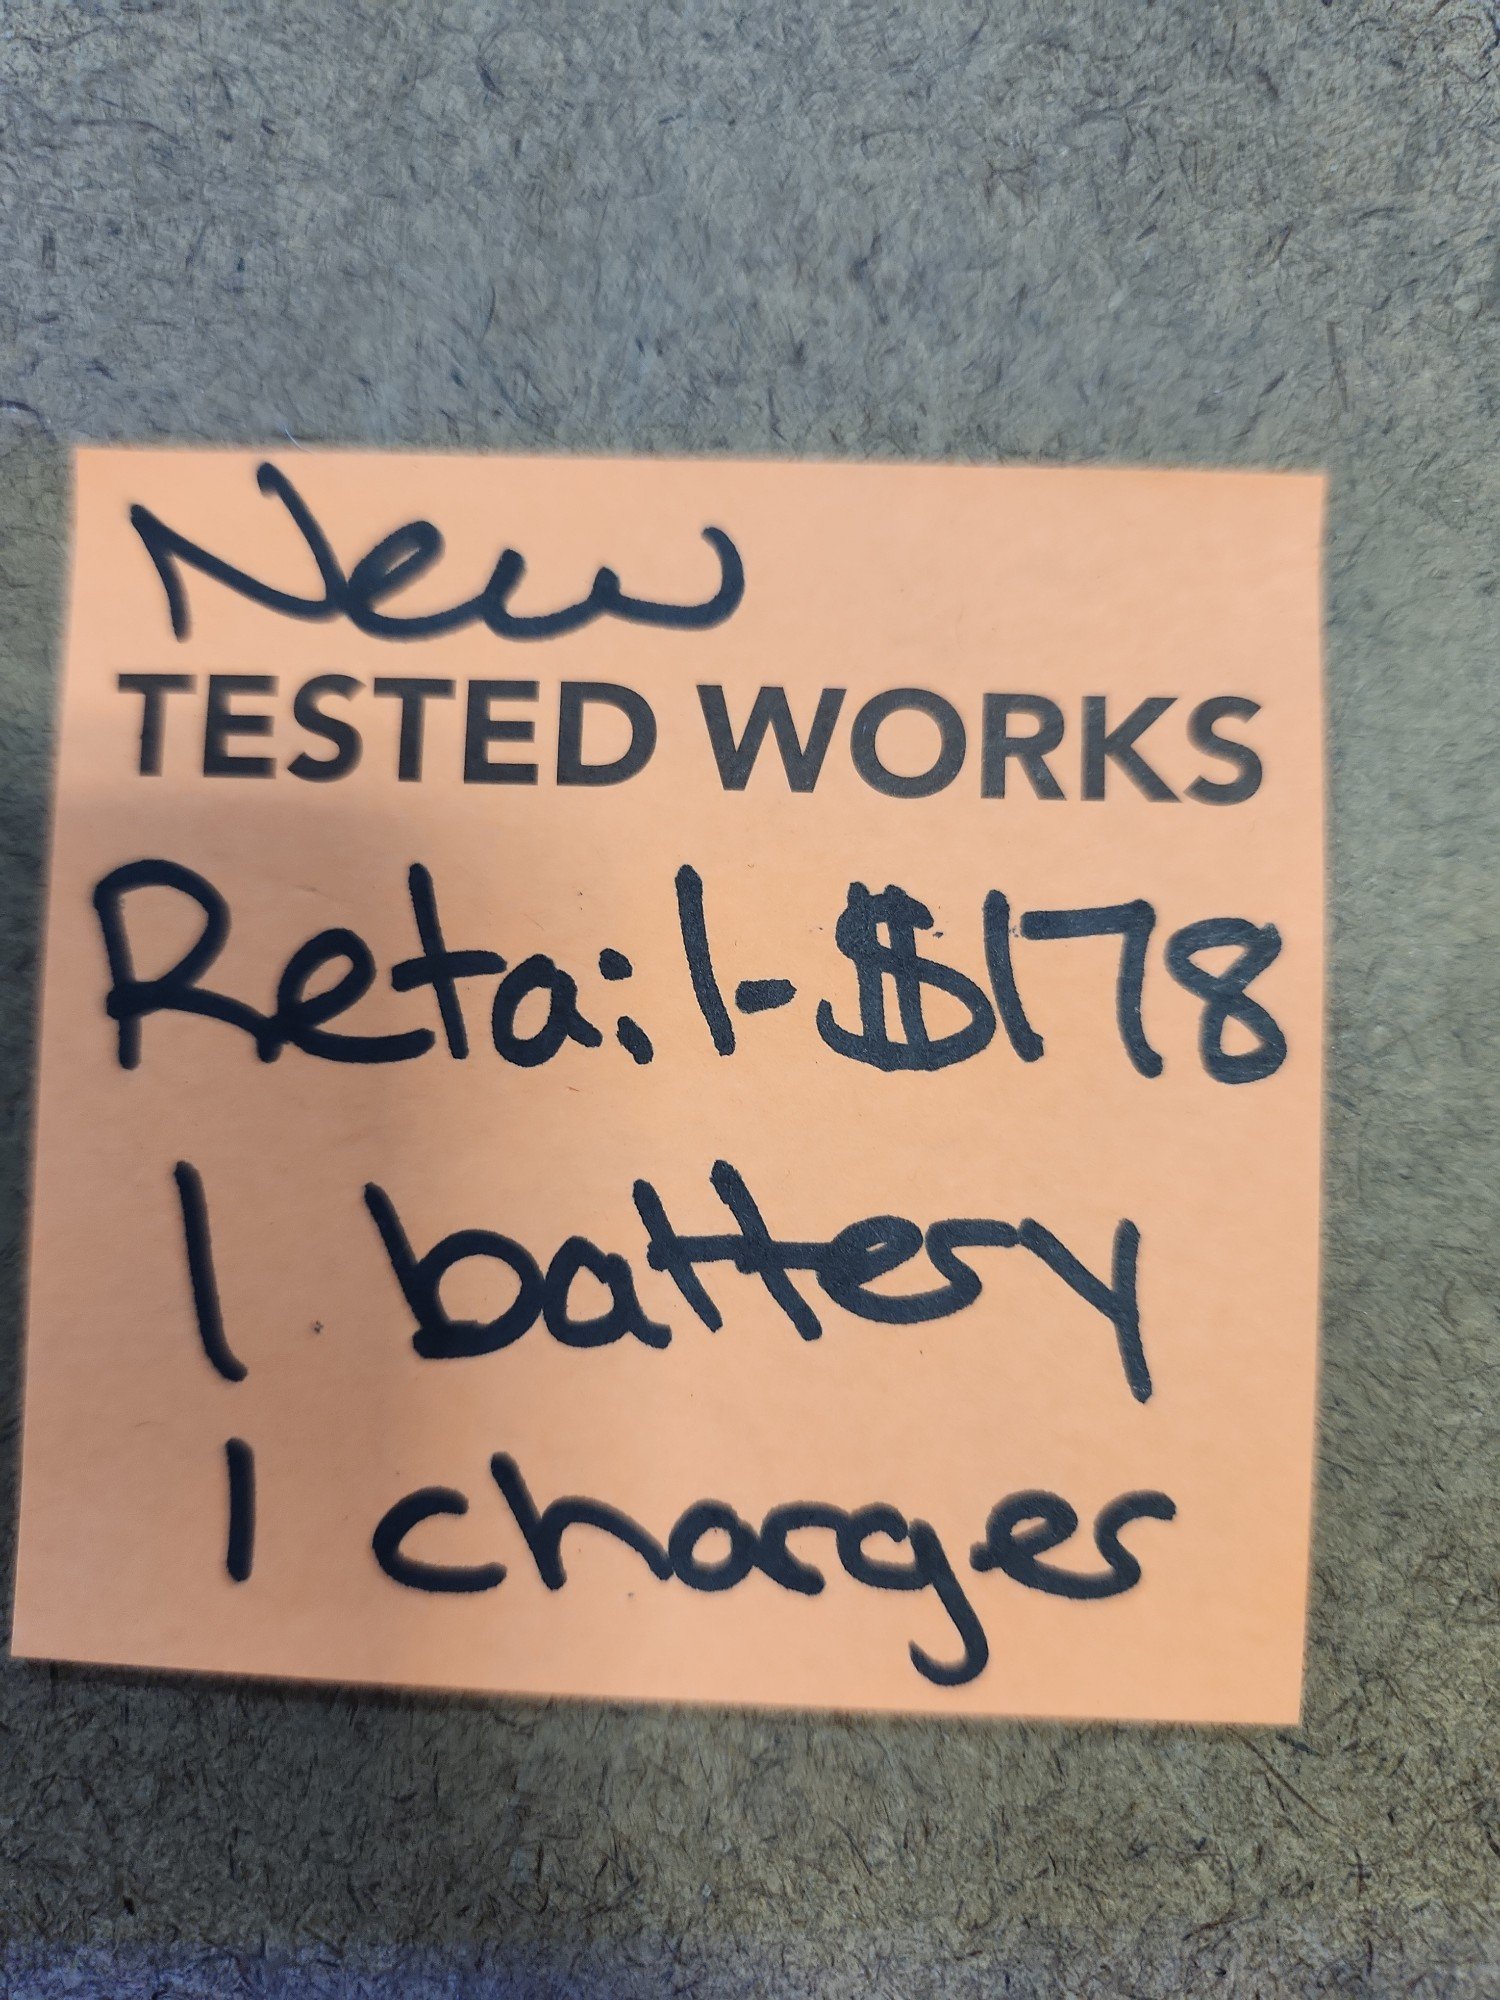 New
TESTED WORKS
Retail-$178
1 battery
1 charger